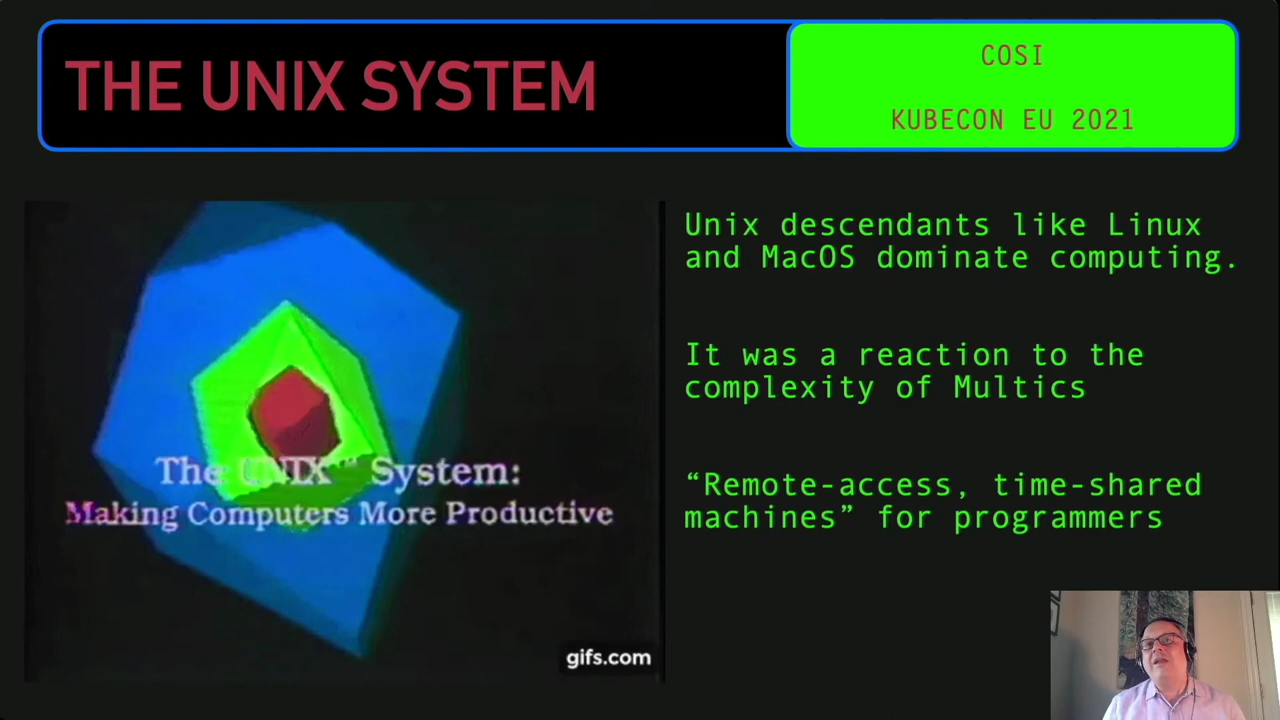 THE UNIX SYSTEM
COSI
KUBECON EU 2021
Unix descendants like Linux
and MacOS dominate computing.
It was a reaction to the
complexity of Multics
“Remote-access, time-shared
machines” for programmers
The UNIX™ System:
Making Computers More Productive
gifs.com